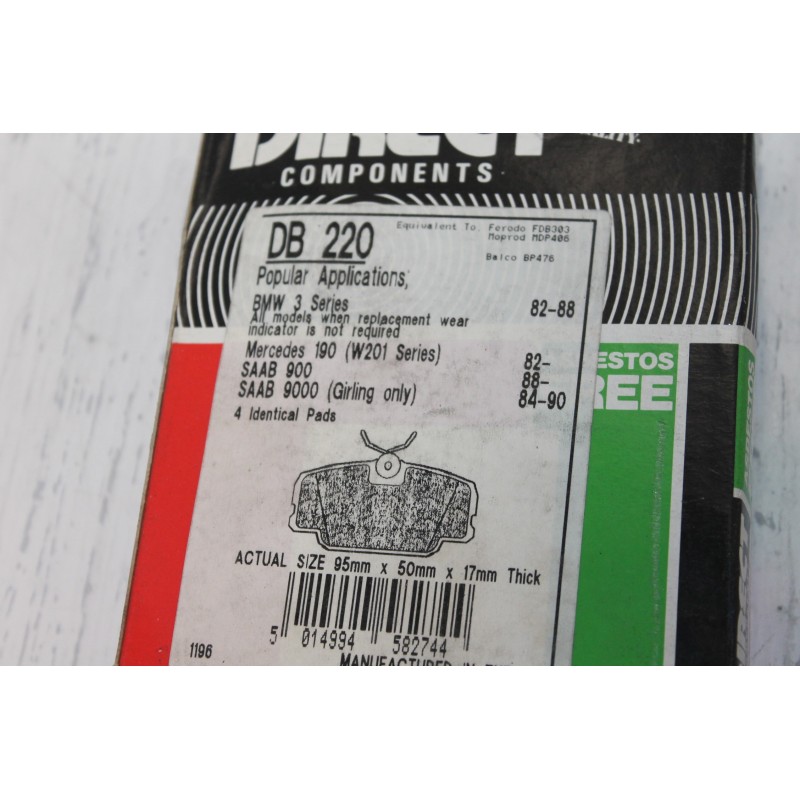 DIRECT
COMPONENTS
DB 220
Equivalent To, Ferodo FDB303
Moprod MDP406
Balco BP476
Popular Applications,
BMW 3 Series 82-88
All models when replacement wear
indicator is not required
Mercedes 190 (W201 Series) 82-
SAAB 900 88-
SAAB 9000 (Girling only) 84-90
4 Identical Pads
ESTOS
REE
ACTUAL SIZE 95mm x 50mm x 17mm Thick
5 014994 582744
1196
MANUFACTURED IN